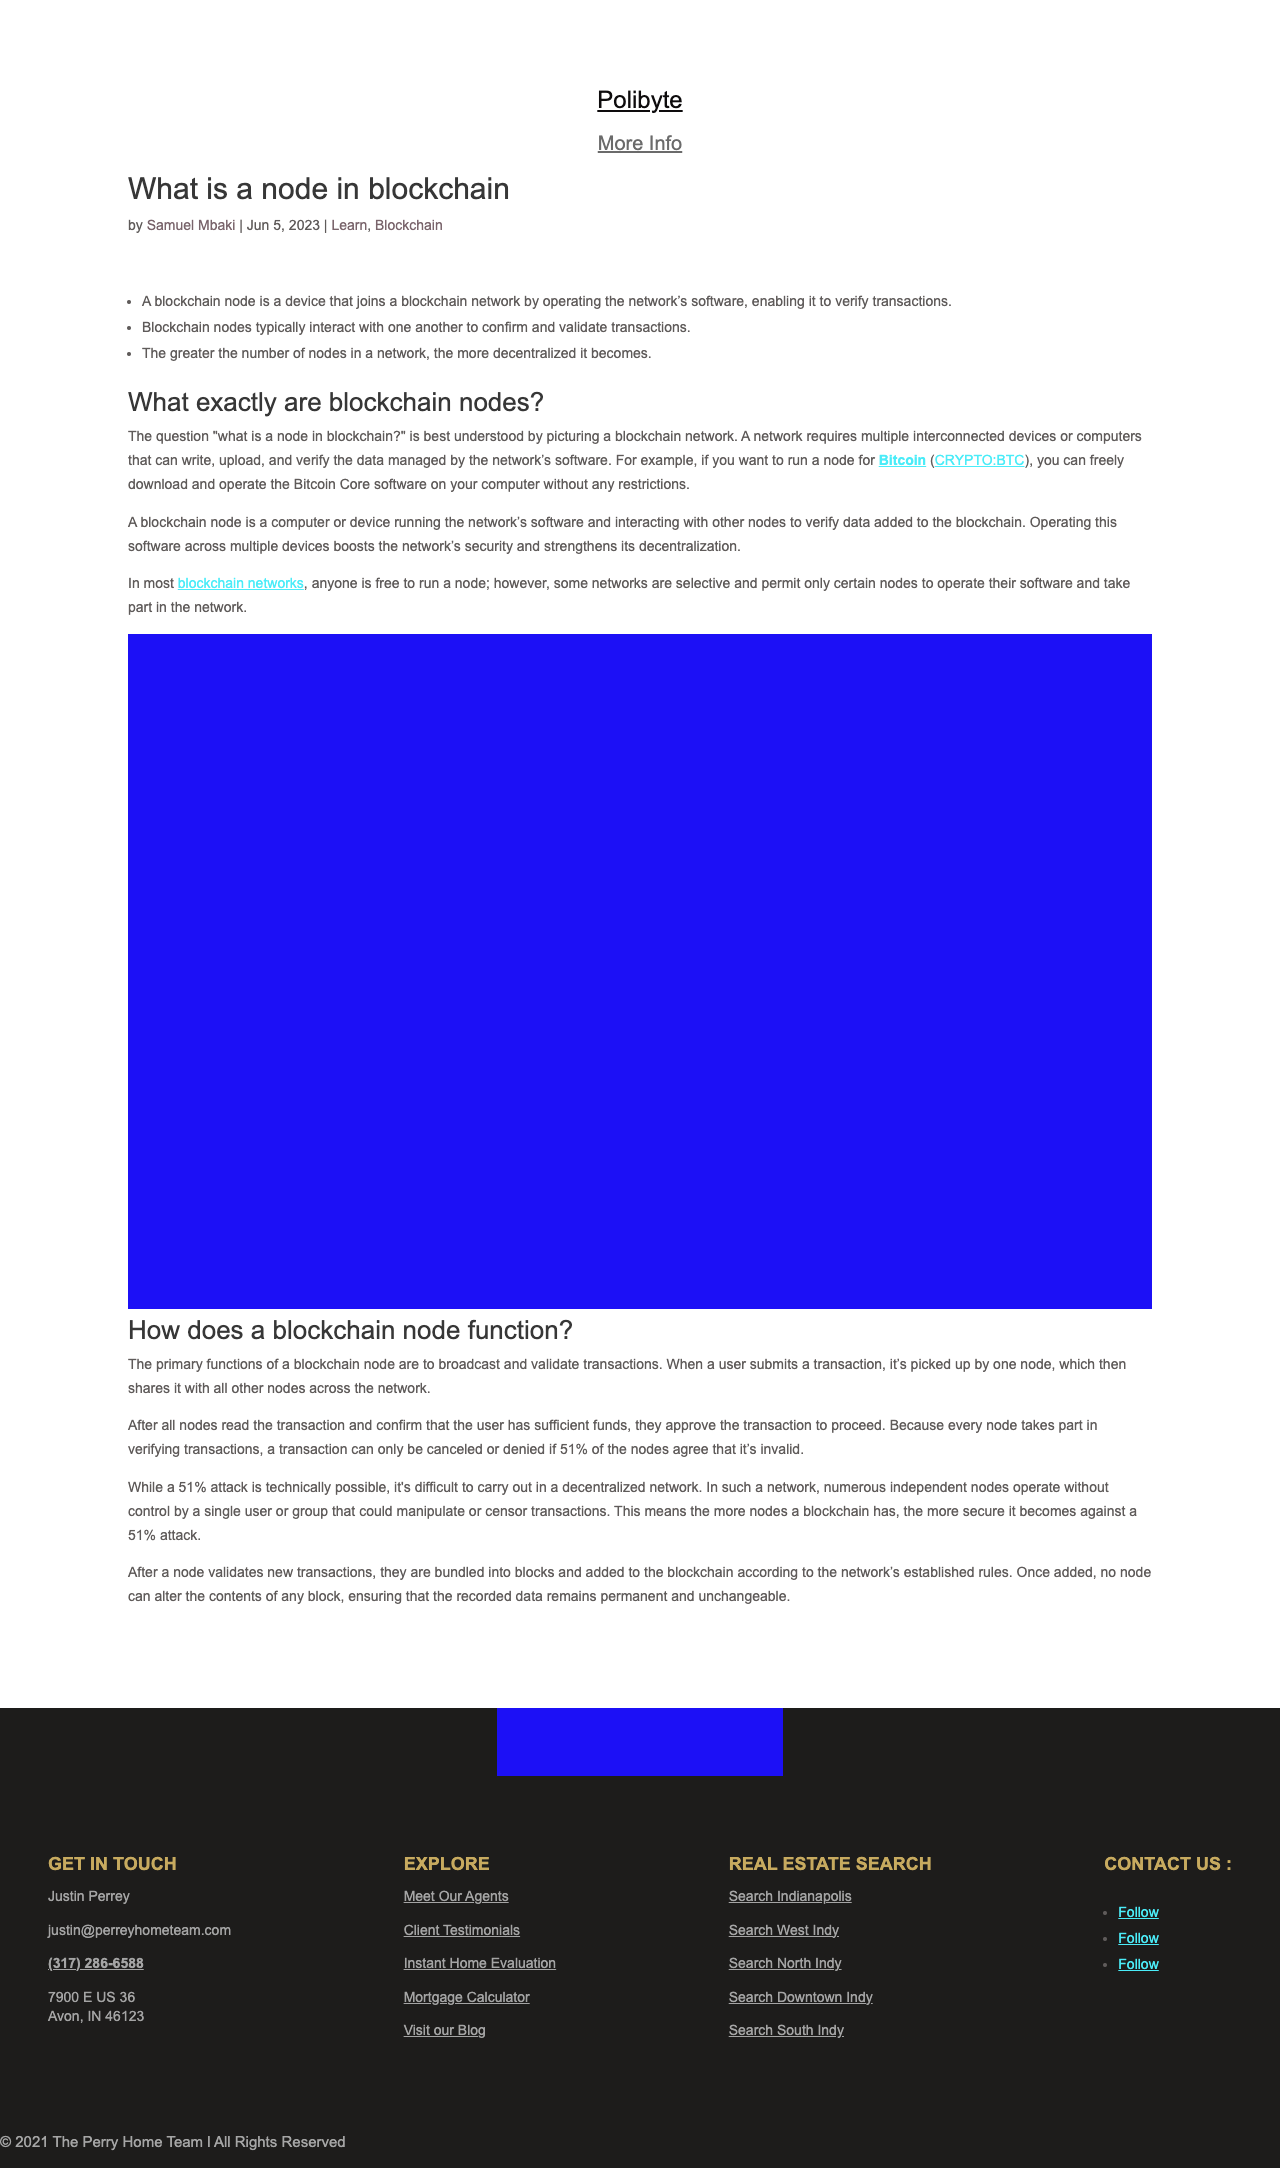 Polibyte
More Info
What is a node in blockchain
by Samuel Mbaki | Jun 5, 2023 | Learn, Blockchain
• A blockchain node is a device that joins a blockchain network by operating the network’s software, enabling it to verify transactions.
• Blockchain nodes typically interact with one another to confirm and validate transactions.
• The greater the number of nodes in a network, the more decentralized it becomes.
What exactly are blockchain nodes?
The question "what is a node in blockchain?" is best understood by picturing a blockchain network. A network requires multiple interconnected devices or computers
that can write, upload, and verify the data managed by the network’s software. For example, if you want to run a node for Bitcoin (CRYPTO:BTC), you can freely
download and operate the Bitcoin Core software on your computer without any restrictions.
A blockchain node is a computer or device running the network’s software and interacting with other nodes to verify data added to the blockchain. Operating this
software across multiple devices boosts the network’s security and strengthens its decentralization.
In most blockchain networks, anyone is free to run a node; however, some networks are selective and permit only certain nodes to operate their software and take
part in the network.
How does a blockchain node function?
The primary functions of a blockchain node are to broadcast and validate transactions. When a user submits a transaction, it’s picked up by one node, which then
shares it with all other nodes across the network.
After all nodes read the transaction and confirm that the user has sufficient funds, they approve the transaction to proceed. Because every node takes part in
verifying transactions, a transaction can only be canceled or denied if 51% of the nodes agree that it’s invalid.
While a 51% attack is technically possible, it's difficult to carry out in a decentralized network. In such a network, numerous independent nodes operate without
control by a single user or group that could manipulate or censor transactions. This means the more nodes a blockchain has, the more secure it becomes against a
51% attack.
After a node validates new transactions, they are bundled into blocks and added to the blockchain according to the network’s established rules. Once added, no node
can alter the contents of any block, ensuring that the recorded data remains permanent and unchangeable.
GET IN TOUCH
Justin Perrey
justin@perreyhometeam.com
(317) 286-6588
7900 E US 36
Avon, IN 46123
EXPLORE
Meet Our Agents
Client Testimonials
Instant Home Evaluation
Mortgage Calculator
Visit our Blog
REAL ESTATE SEARCH
Search Indianapolis
Search West Indy
Search North Indy
Search Downtown Indy
Search South Indy
CONTACT US :
• Follow
• Follow
• Follow
© 2021 The Perry Home Team l All Rights Reserved